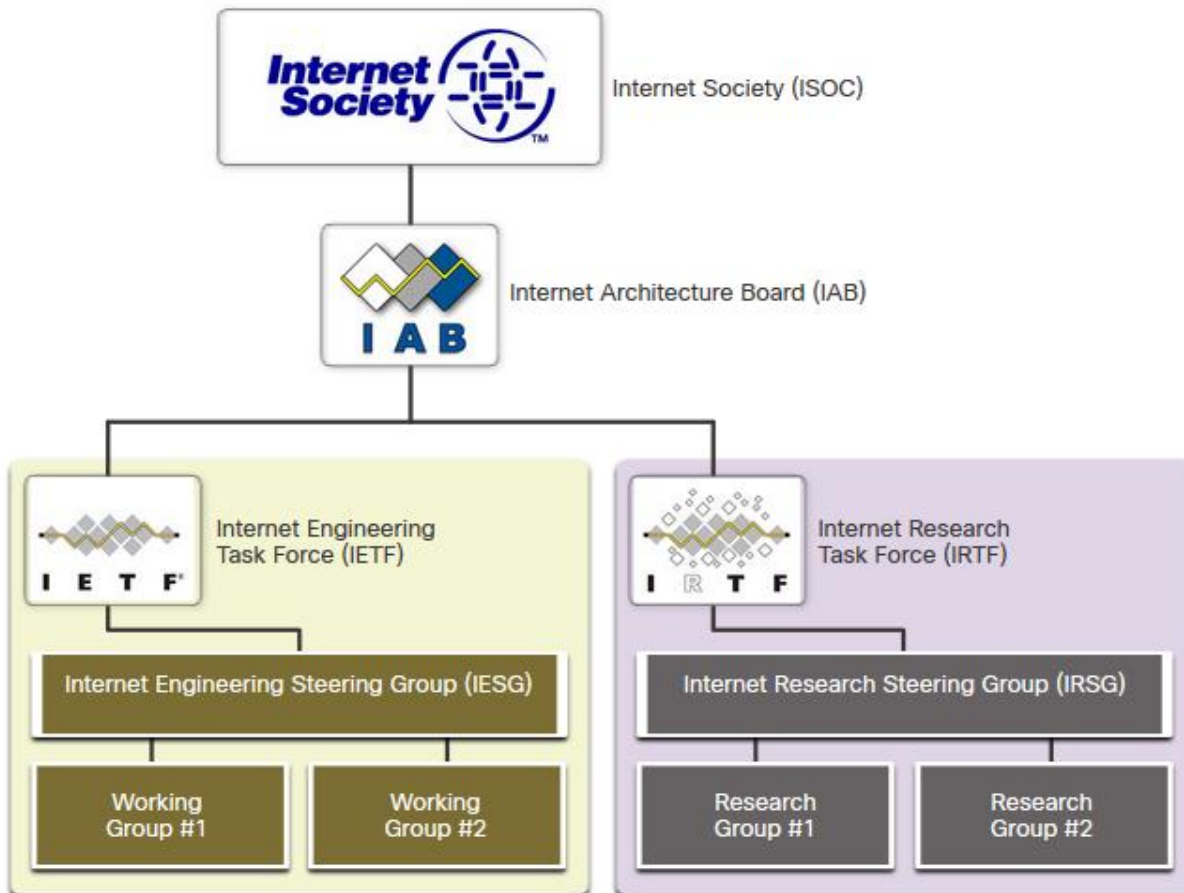 Internet
Society
TM
Internet Society (ISOC)
I A B
Internet Architecture Board (IAB)
I E T F®
Internet Engineering
Task Force (IETF)
I R T F
Internet Research
Task Force (IRTF)
Internet Engineering Steering Group (IESG)
Internet Research Steering Group (IRSG)
Working
Group #1
Working
Group #2
Research
Group #1
Research
Group #2